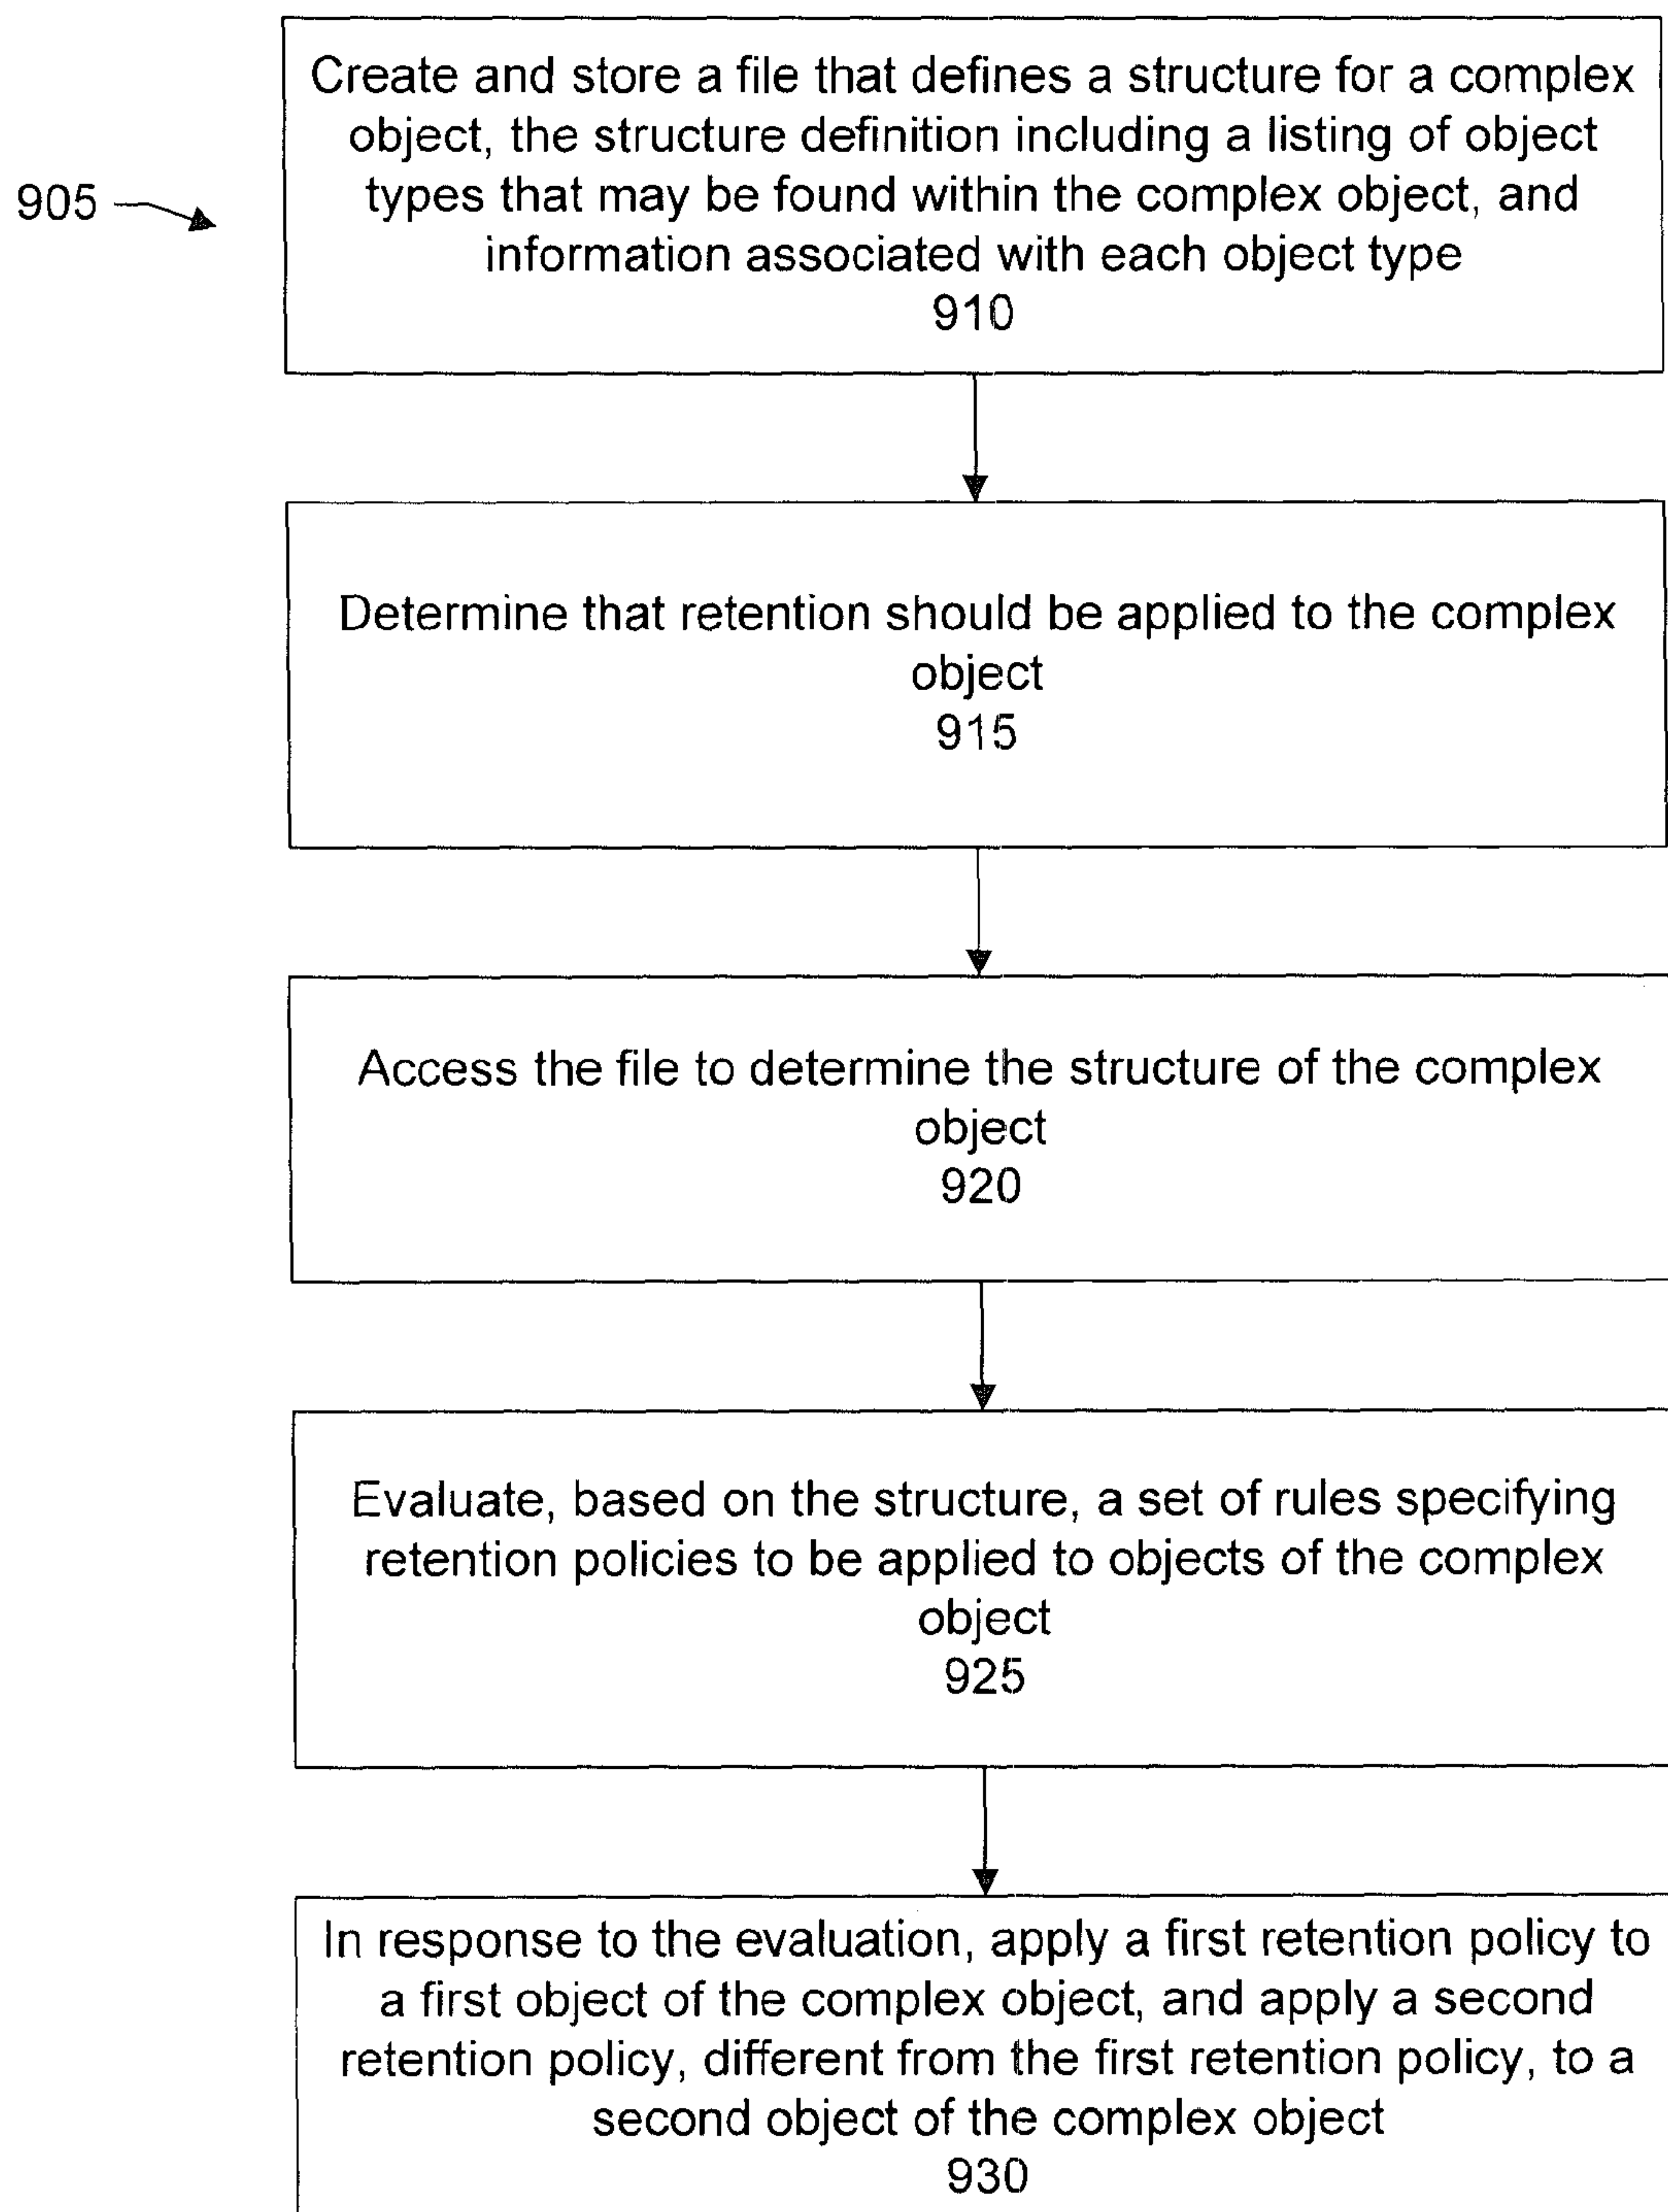 Create and store a file that defines a structure for a complex
object, the structure definition including a listing of object
types that may be found within the complex object, and
information associated with each object type
910
905
Determine that retention should be applied to the complex
object
915
Access the file to determine the structure of the complex
object
920
Evaluate, based on the structure, a set of rules specifying
retention policies to be applied to objects of the complex
object
925
In response to the evaluation, apply a first retention policy to
a first object of the complex object, and apply a second
retention policy, different from the first retention policy, to a
second object of the complex object
930